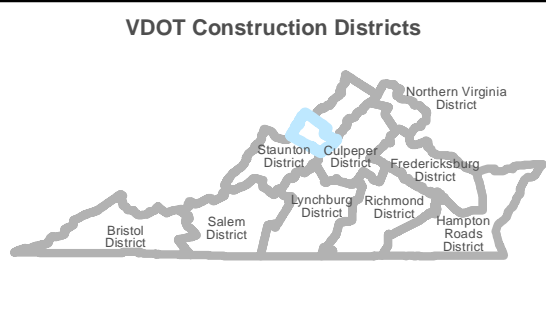 VDOT Construction Districts
Northern Virginia
District
Staunton
District
Culpeper
District
Fredericksburg
District
Lynchburg
District
Richmond
District
Bristol
District
Salem
District
Hampton
Roads
District